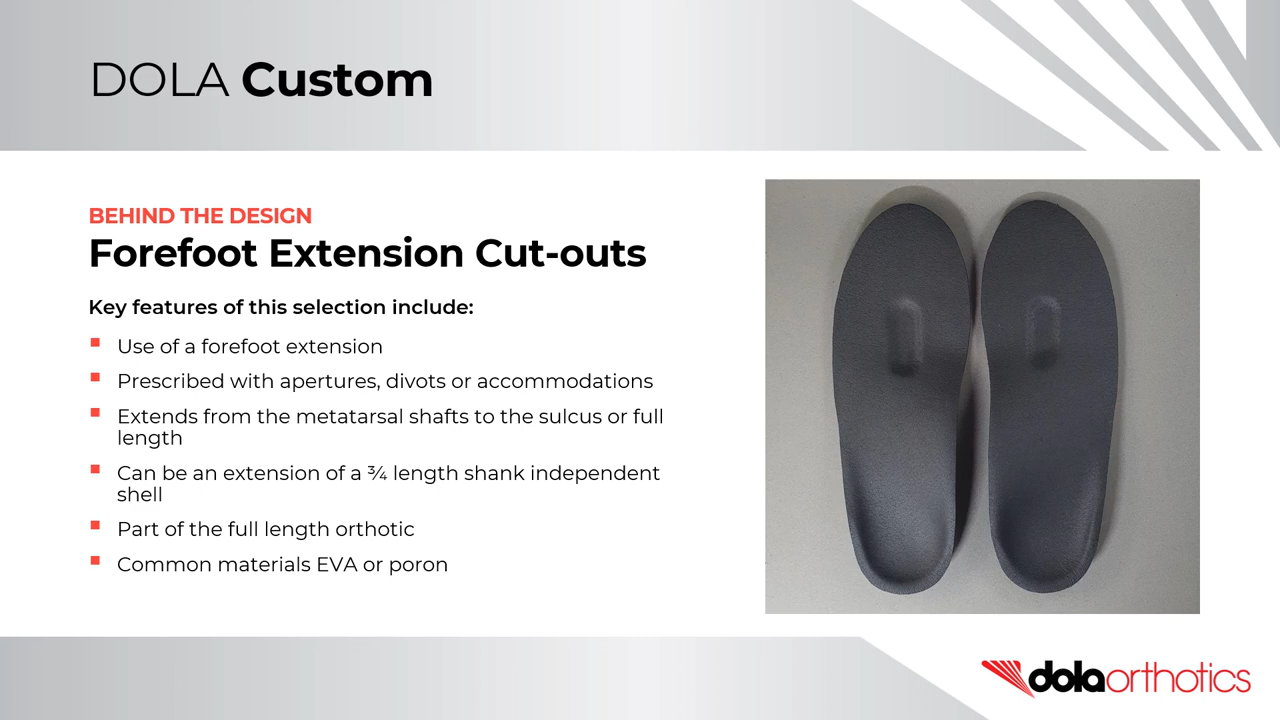 DOLA Custom
BEHIND THE DESIGN
Forefoot Extension Cut-outs
Key features of this selection include:
Use of a forefoot extension
Prescribed with apertures, divots or accommodations
Extends from the metatarsal shafts to the sulcus or full
length
Can be an extension of a ¾ length shank independent
shell
Part of the full length orthotic
Common materials EVA or poron
dolaorthotics